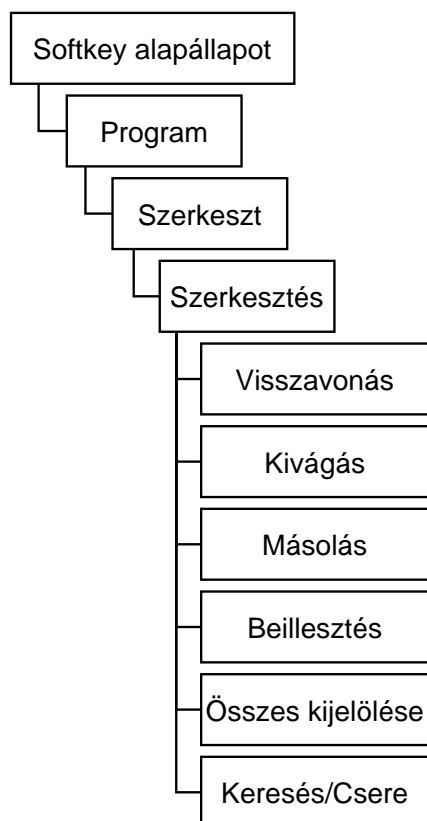 Softkey alapállapot
Program
Szerkeszt
Szerkesztés
Visszavonás
Kivágás
Másolás
Beillesztés
Összes kijelölése
Keresés/Csere